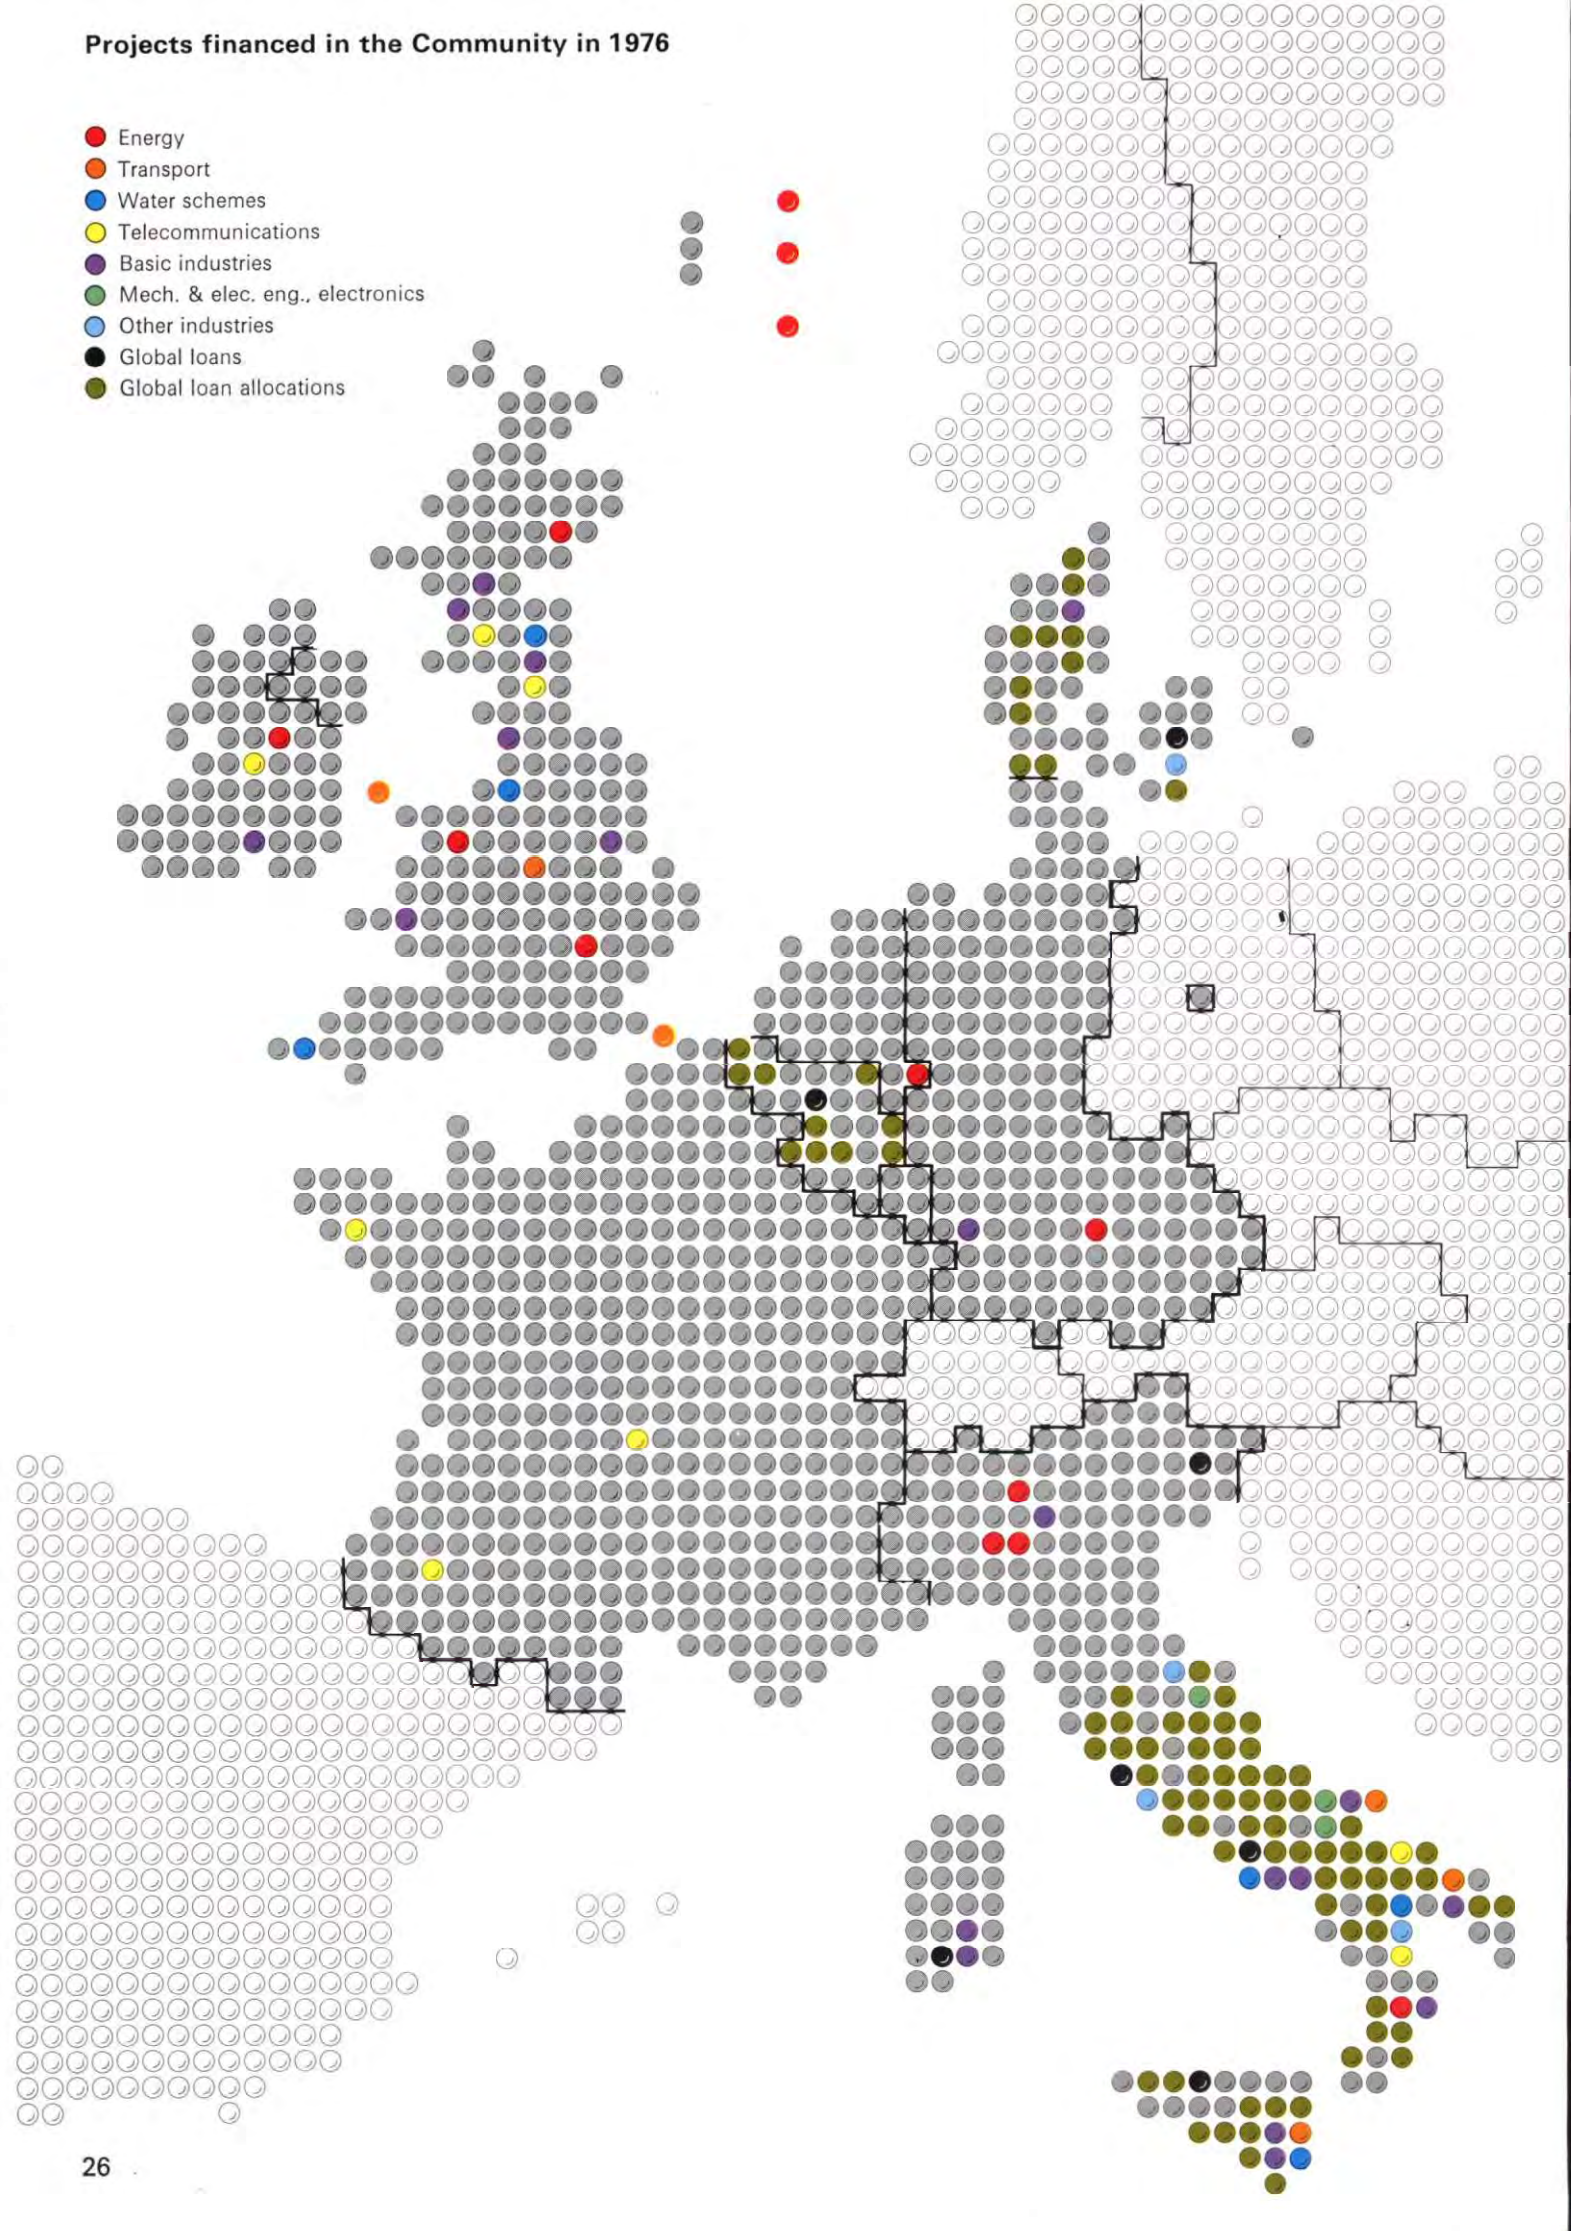 Projects financed in the Community in 1976
Energy
Transport
Water schemes
Telecommunications
Basic industries
Mech. & elec. eng., electronics
Other industries
Global loans
Global loan allocations
26